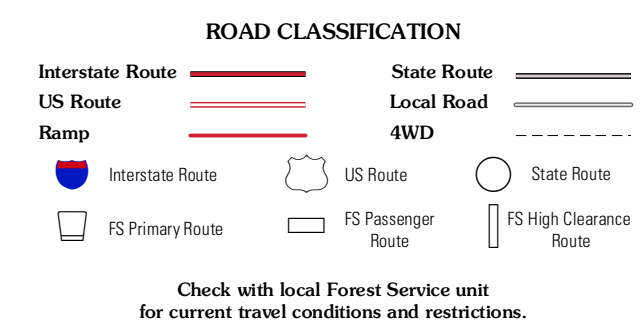 ROAD CLASSIFICATION
Interstate Route
State Route
US Route
Local Road
Ramp
4WD
Interstate Route
US Route
State Route
FS Primary Route
FS Passenger
Route
FS High Clearance
Route
Check with local Forest Service unit
for current travel conditions and restrictions.